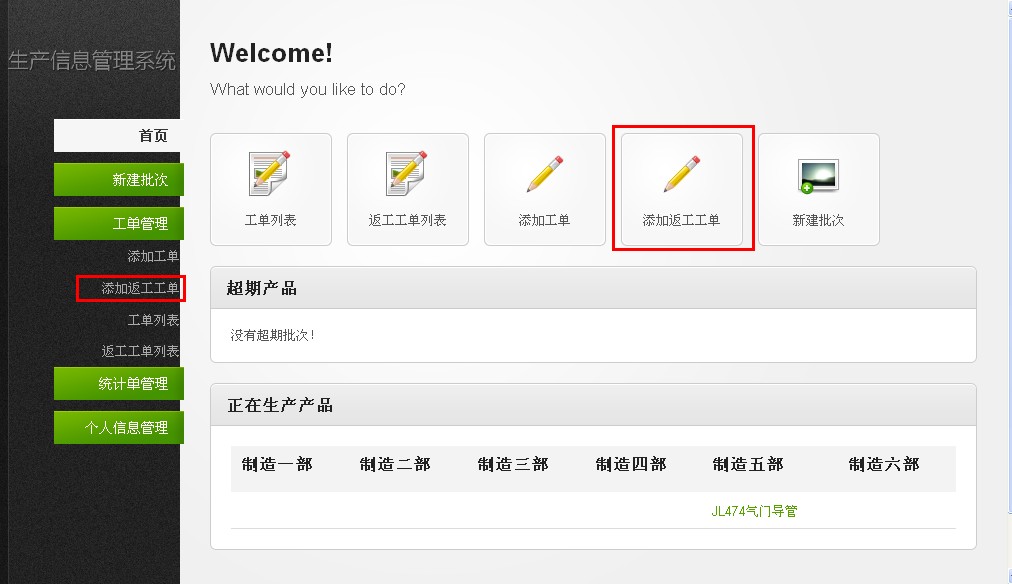 生产信息管理系统
首页
新建批次
工单管理
添加工单
添加返工工单
工单列表
返工工单列表
统计单管理
个人信息管理
Welcome!
What would you like to do?
工单列表
返工工单列表
添加工单
添加返工工单
新建批次
超期产品
没有超期批次!
正在生产产品
制造一部 制造二部 制造三部 制造四部 制造五部 制造六部
JL474气门导管